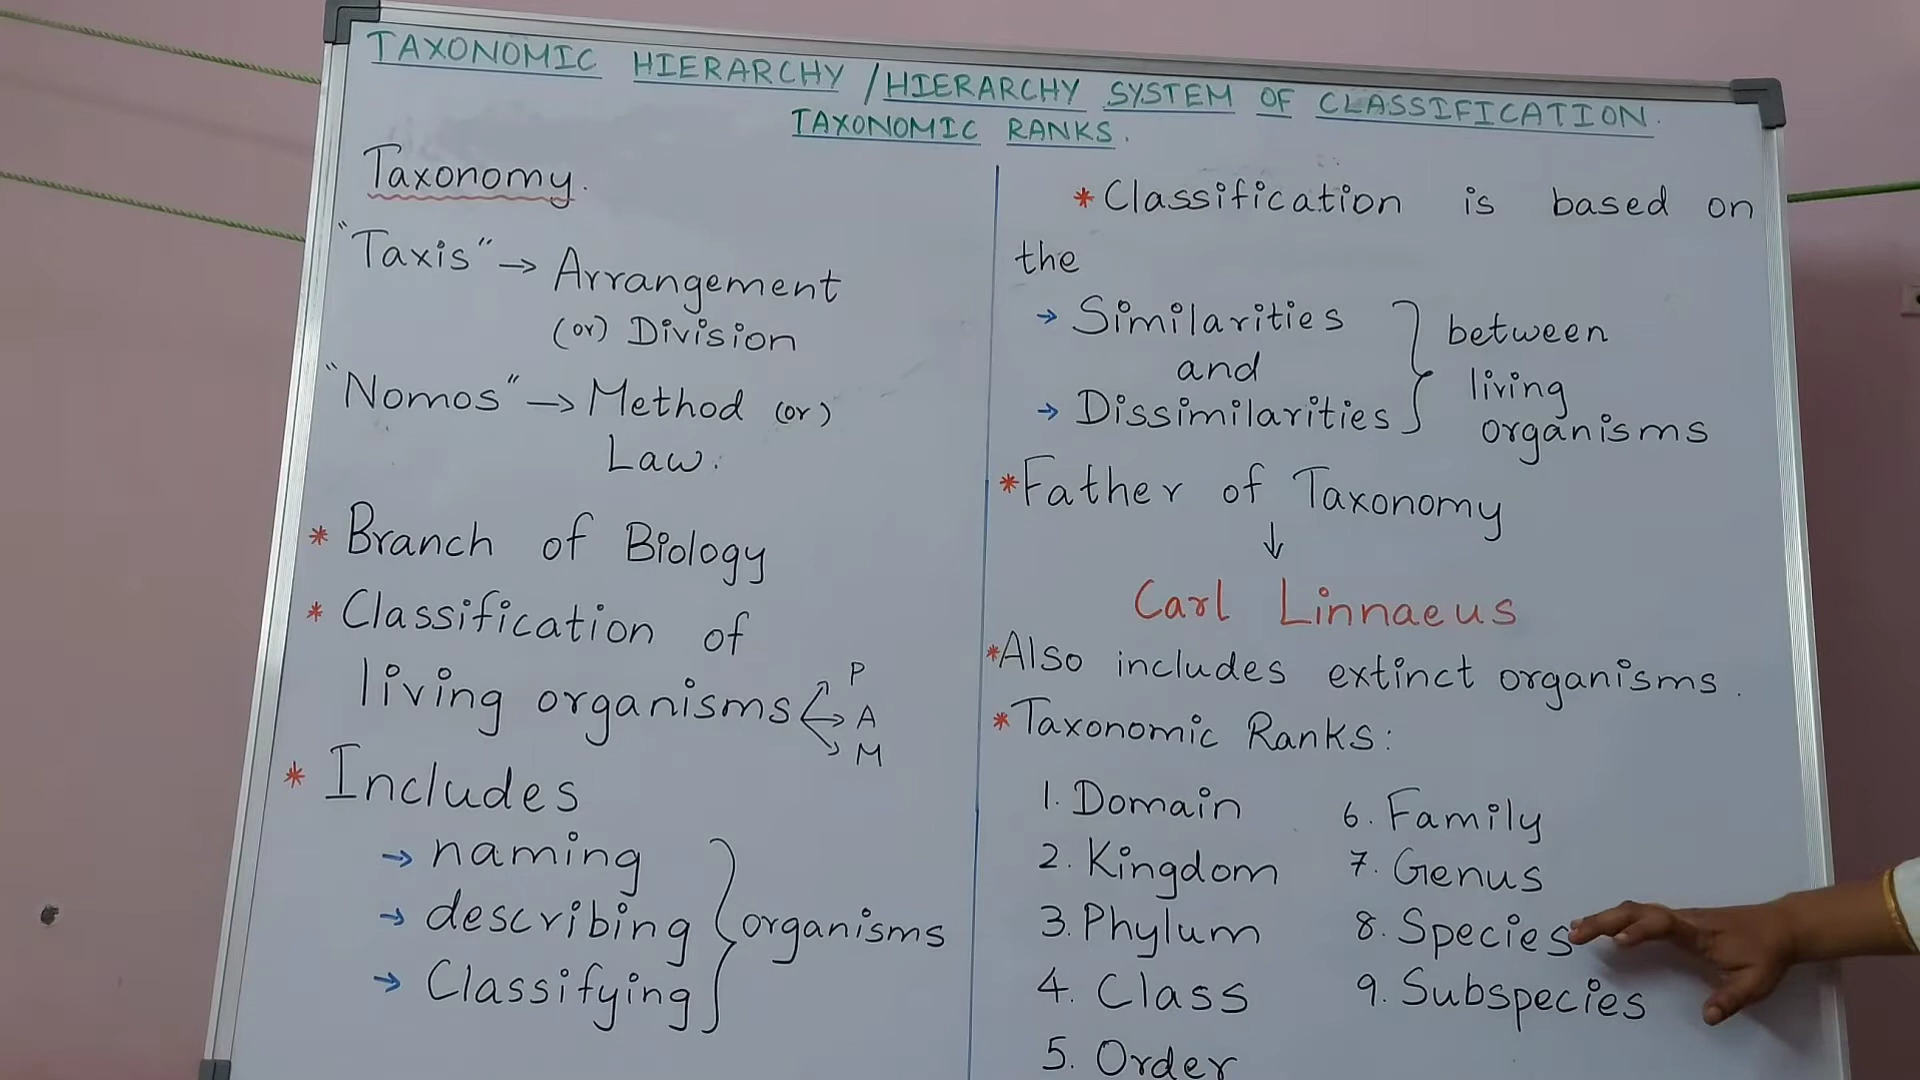 TAXONOMIC HIERARCHY / HIERARCHY SYSTEM OF CLASSIFICATION.
TAXONOMIC RANKS.
Taxonomy.
"Taxis" → Arrangement
(or) Division
"Nomos" → Method (or)
Law.
* Branch of Biology
* Classification of
living organisms
P
A
M
* Includes
→ naming
→ describing
→ Classifying
organisms
* Classification is based on
the
→ Similarities
and
→ Dissimilarities
between
living
organisms
* Father of Taxonomy
↓
Carl Linnaeus
* Also includes extinct organisms.
* Taxonomic Ranks:
1. Domain
2. Kingdom
3. Phylum
4. Class
5. Order
6. Family
7. Genus
8. Species
9. Subspecies